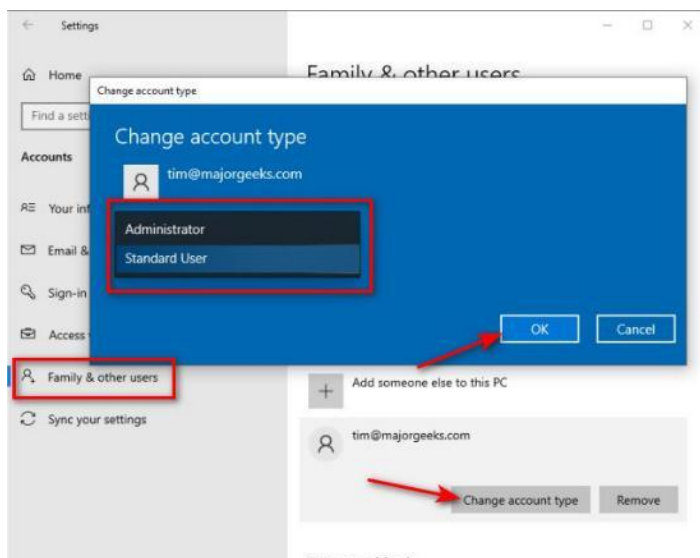 Settings
Home
Family & other users
Change account type
Find a sett
Change account type
tim@majorgeeks.com
Accounts
Your inf
Administrator
Standard User
Email &
Sign-in
Access
OK
Cancel
Family & other users
Add someone else to this PC
Sync your settings
tim@majorgeeks.com
Change account type
Remove